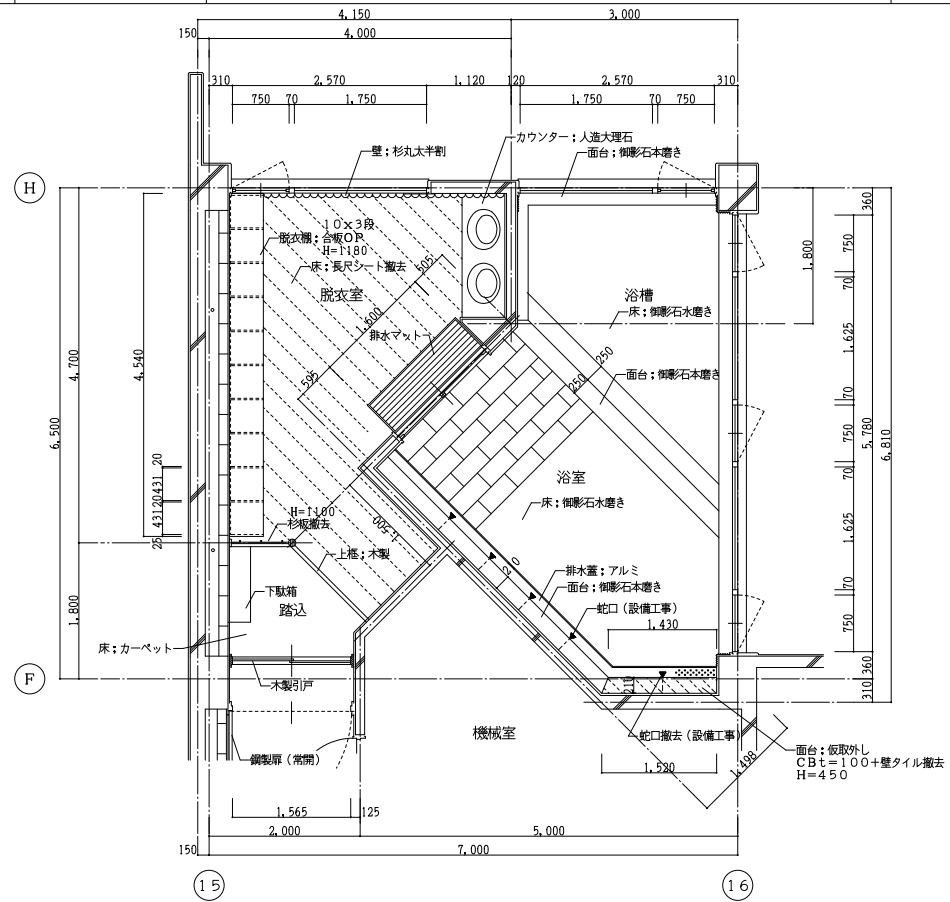 4,150
3,000
150
4,000
310
2,570
1,120
120
2,570
310
750
70
1,750
1,750
70
750
カウンター；人造大理石
壁；杉丸太半割
面台；御影石本磨き
H
360
10×3段
脱衣棚；合板OP
H=1180
床；長尺シート撤去
505
脱衣室
浴槽
床；御影石水磨き
1,800
750
70
1,600
排水マット
1,625
4,700
4,540
250
250
面台；御影石本磨き
595
70
6,500
750
5,780
6,810
20
431
70
浴室
床；御影石水磨き
120
431
H=1100
杉板撤去
1,500
25
1,625
上框；木製
210
排水蓋；アルミ
面台；御影石本磨き
70
下駄箱
踏込
蛇口（設備工事）
1,800
1,430
750
床；カーペット
360
F
木製引戸
210
310
機械室
蛇口撤去（設備工事）
鋼製扉（常開）
面台；仮取外し
CBt=100+壁タイル撤去
H=450
1,520
1,498
1,565
125
2,000
5,000
150
7,000
15
16